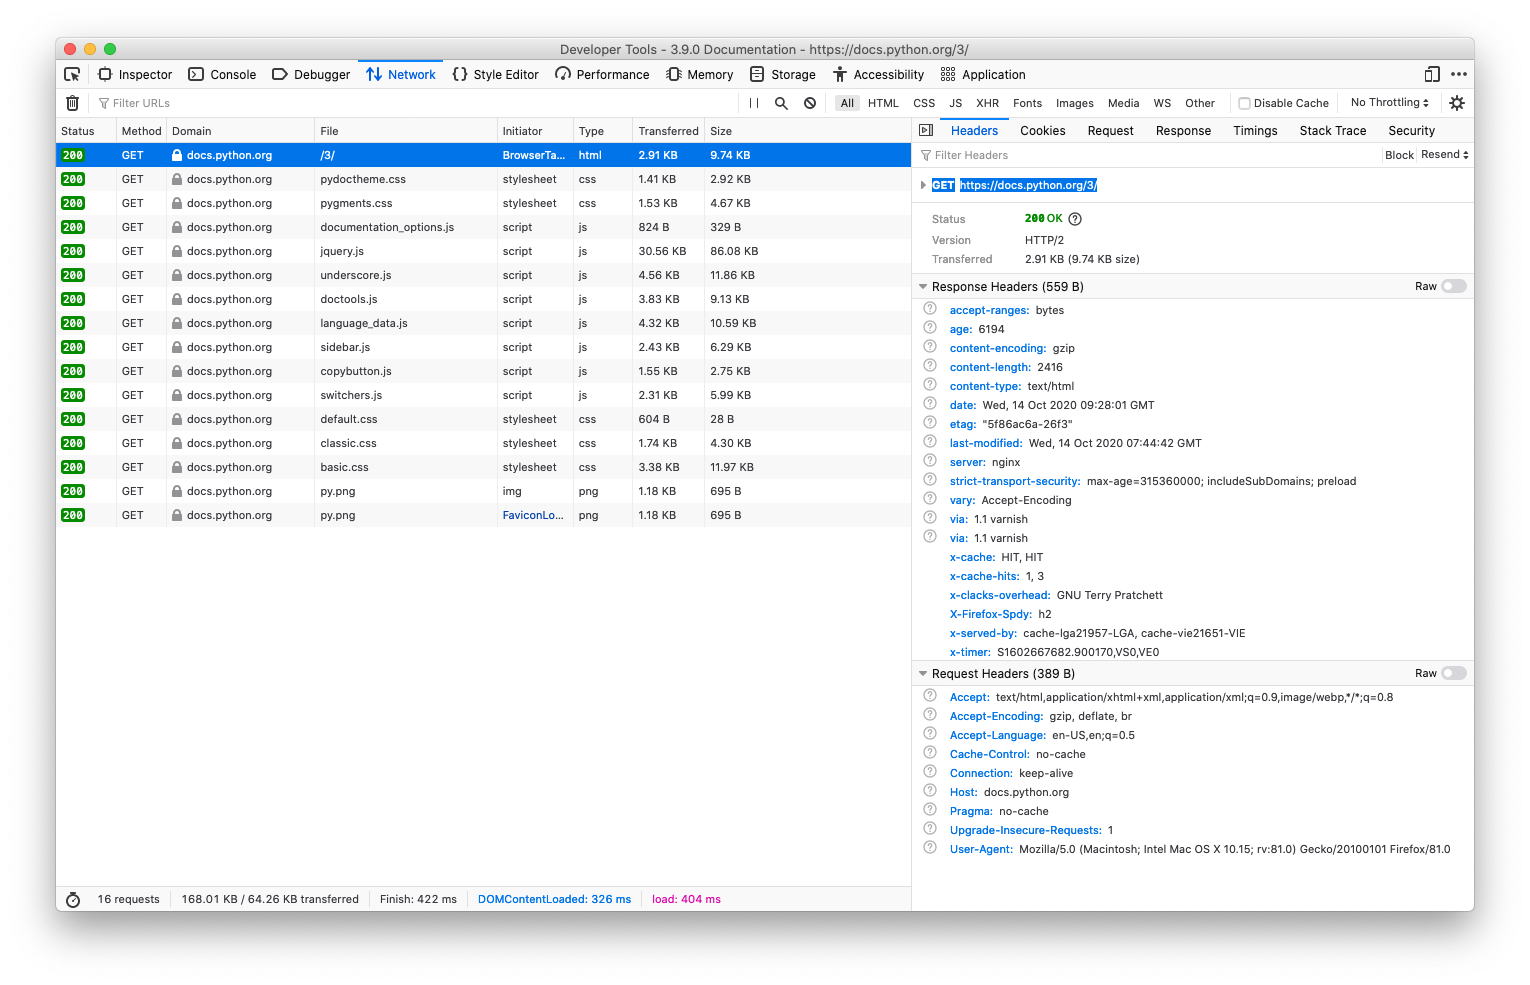 Developer Tools - 3.9.0 Documentation - https://docs.python.org/3/
Inspector Console Debugger Network Style Editor Performance Memory Storage Accessibility Application
Filter URLs All HTML CSS JS XHR Fonts Images Media WS Other Disable Cache No Throttling
Status Method Domain File Initiator Type Transferred Size
200 GET docs.python.org /3/ BrowserTa... html 2.91 KB 9.74 KB
200 GET docs.python.org pydoctheme.css stylesheet css 1.41 KB 2.92 KB
200 GET docs.python.org pygments.css stylesheet css 1.53 KB 4.67 KB
200 GET docs.python.org documentation_options.js script js 824 B 329 B
200 GET docs.python.org jquery.js script js 30.56 KB 86.08 KB
200 GET docs.python.org underscore.js script js 4.56 KB 11.86 KB
200 GET docs.python.org doctools.js script js 3.83 KB 9.13 KB
200 GET docs.python.org language_data.js script js 4.32 KB 10.59 KB
200 GET docs.python.org sidebar.js script js 2.43 KB 6.29 KB
200 GET docs.python.org copybutton.js script js 1.55 KB 2.75 KB
200 GET docs.python.org switchers.js script js 2.31 KB 5.99 KB
200 GET docs.python.org default.css stylesheet css 604 B 28 B
200 GET docs.python.org classic.css stylesheet css 1.74 KB 4.30 KB
200 GET docs.python.org basic.css stylesheet css 3.38 KB 11.97 KB
200 GET docs.python.org py.png img png 1.18 KB 695 B
200 GET docs.python.org py.png FaviconLo... png 1.18 KB 695 B
16 requests 168.01 KB / 64.26 KB transferred Finish: 422 ms DOMContentLoaded: 326 ms load: 404 ms
Headers Cookies Request Response Timings Stack Trace Security
Filter Headers Block Resend
GET https://docs.python.org/3/
Status 200 OK
Version HTTP/2
Transferred 2.91 KB (9.74 KB size)
Response Headers (559 B) Raw
accept-ranges: bytes
age: 6194
content-encoding: gzip
content-length: 2416
content-type: text/html
date: Wed, 14 Oct 2020 09:28:01 GMT
etag: "5f86ac6a-26f3"
last-modified: Wed, 14 Oct 2020 07:44:42 GMT
server: nginx
strict-transport-security: max-age=315360000; includeSubDomains; preload
vary: Accept-Encoding
via: 1.1 varnish
via: 1.1 varnish
x-cache: HIT, HIT
x-cache-hits: 1, 3
x-clacks-overhead: GNU Terry Pratchett
X-Firefox-Spdy: h2
x-served-by: cache-lga21957-LGA, cache-vie21651-VIE
x-timer: S1602667682.900170,VS0,VE0
Request Headers (389 B) Raw
Accept: text/html,application/xhtml+xml,application/xml;q=0.9,image/webp,*/*;q=0.8
Accept-Encoding: gzip, deflate, br
Accept-Language: en-US,en;q=0.5
Cache-Control: no-cache
Connection: keep-alive
Host: docs.python.org
Pragma: no-cache
Upgrade-Insecure-Requests: 1
User-Agent: Mozilla/5.0 (Macintosh; Intel Mac OS X 10.15; rv:81.0) Gecko/20100101 Firefox/81.0